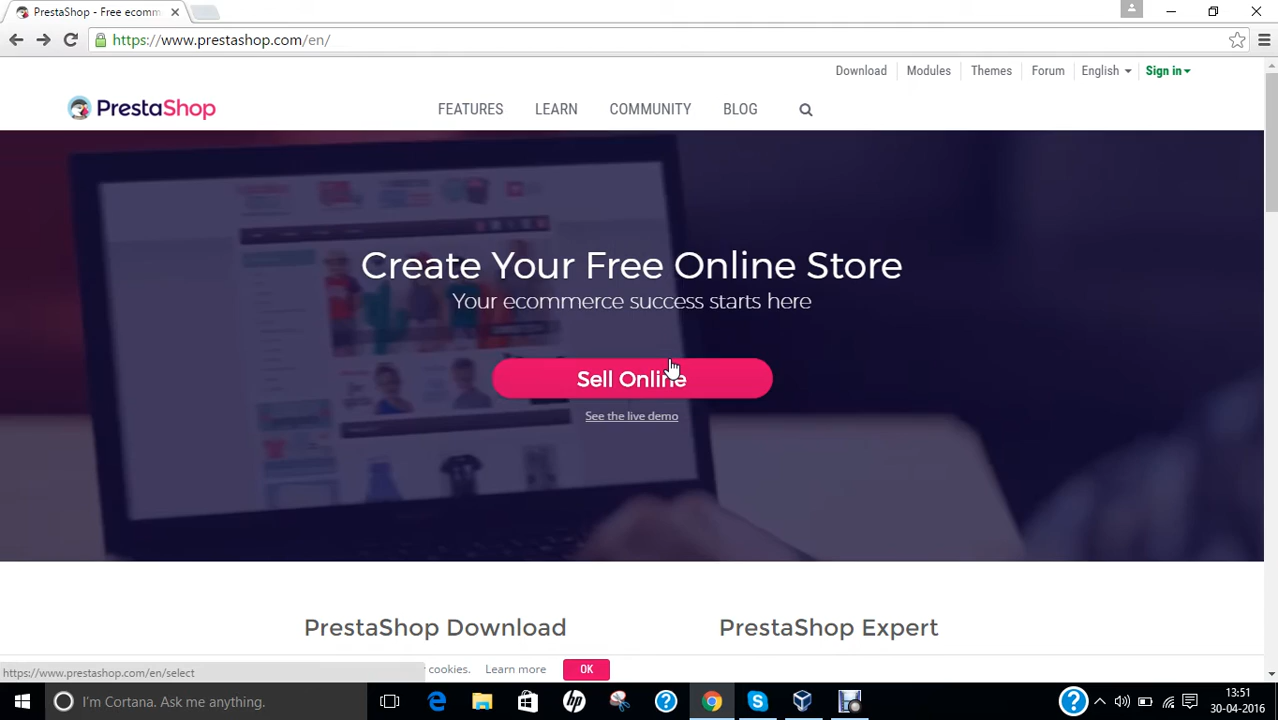 PrestaShop - Free ecomm
https://www.prestashop.com/en/
Download
Modules
Themes
Forum
English
Sign in
PrestaShop
FEATURES
LEARN
COMMUNITY
BLOG
Create Your Free Online Store
Your ecommerce success starts here
Sell Online
See the live demo
PrestaShop Download
PrestaShop Expert
cookies.
Learn more
OK
https://www.prestashop.com/en/select
I'm Cortana. Ask me anything.
13:51
30-04-2016